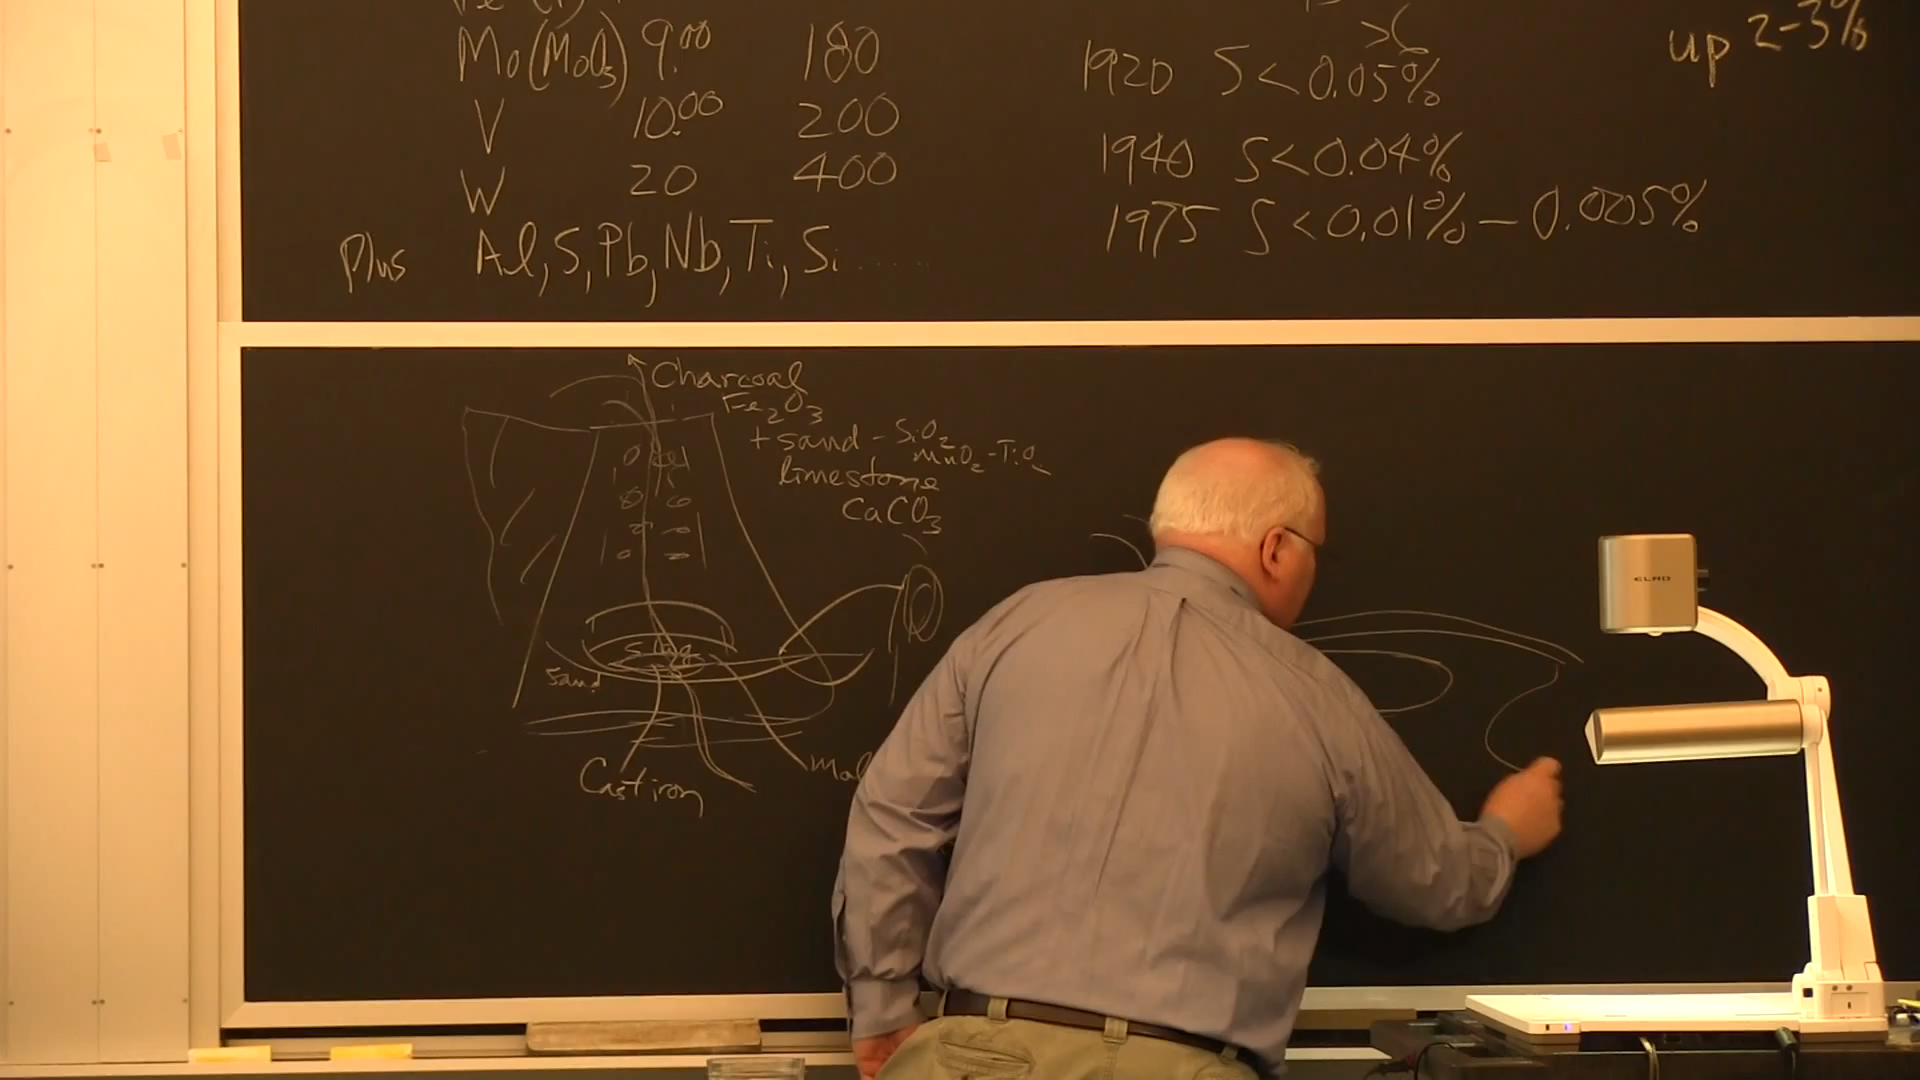 Mo(MoO3) 9.00 180
V 10.00 200
W 20 400
Plus Al, S, Pb, Nb, Ti, Si.....
up 2-3%
1920 S<0.05%
1940 S<0.04%
1975 S<0.01% - 0.005%
Charcoal
Fe2O3
+ sand - SiO2
MnO2-TiO2
limestone
CaCO3
slag
sand
Cast iron
ELMO